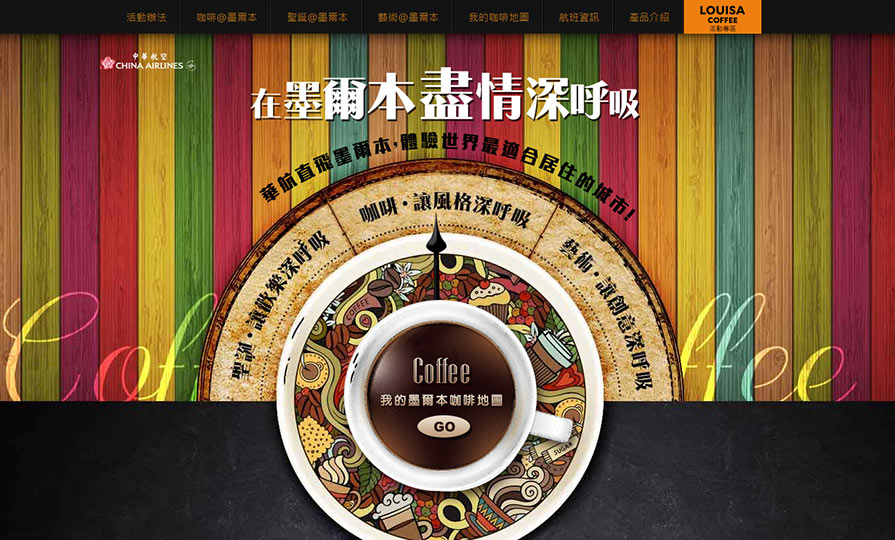 活動辦法
咖啡@墨爾本
聖誕@墨爾本
藝術@墨爾本
我的咖啡地圖
航班資訊
產品介紹
LOUISA
COFFEE
活動專區
中華航空
CHINA AIRLINES
在墨爾本盡情深呼吸
華航直飛墨爾本,體驗世界最適合居住的城市!
聖誕・讓歡樂深呼吸
咖啡・讓風格深呼吸
藝術・讓創意深呼吸
Coffee
Coffee
COFFEE
SUGAR
Coffee
我的墨爾本咖啡地圖
GO